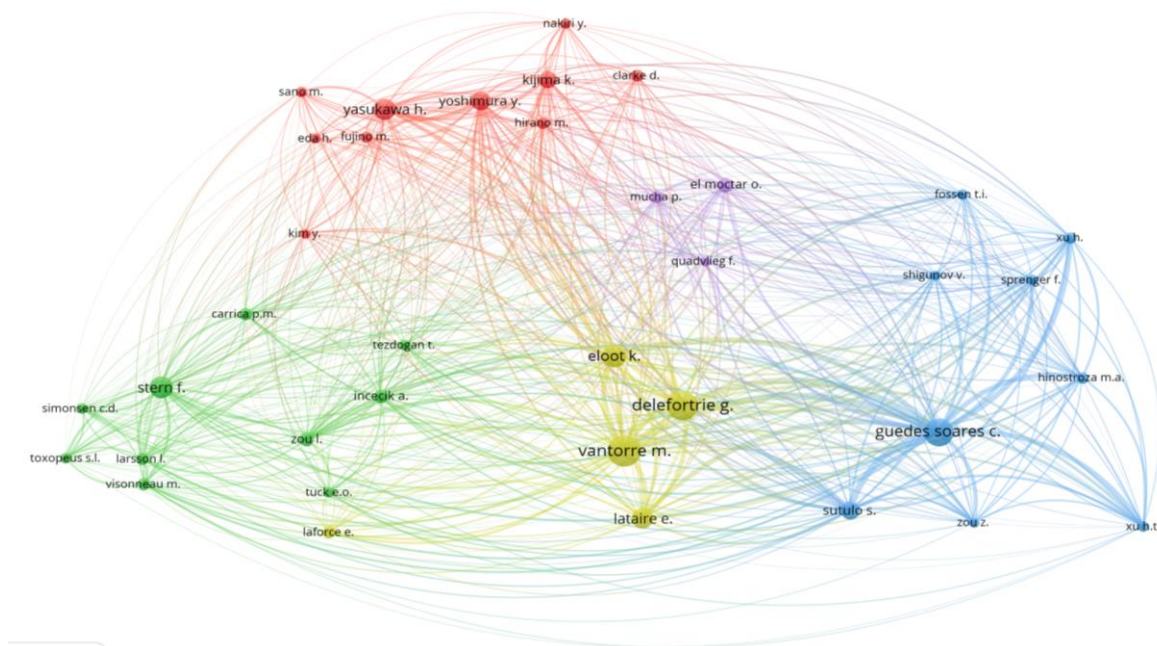 nakiri y.
clarke d.
kijima k.
sano m.
yoshimura y.
yasukawa h.
hirano m.
eda h.
fujino m.
el moctar o.
mucha p.
fossen t.i.
kim y.
xu h.
quadvlieg f.
shigunov v.
sprenger f.
carrica p.m.
tezdogan t.
eloot k.
hinostroza m.a.
stern f.
incecik a.
delefortrie g.
simonsen c.d.
guedes soares c.
zou l.
vantorre m.
toxopeus s.l.
larsson l.
visonneau m.
tuck e.o.
sutulo s.
lataire e.
zou z.
xu h.t
laforce e.